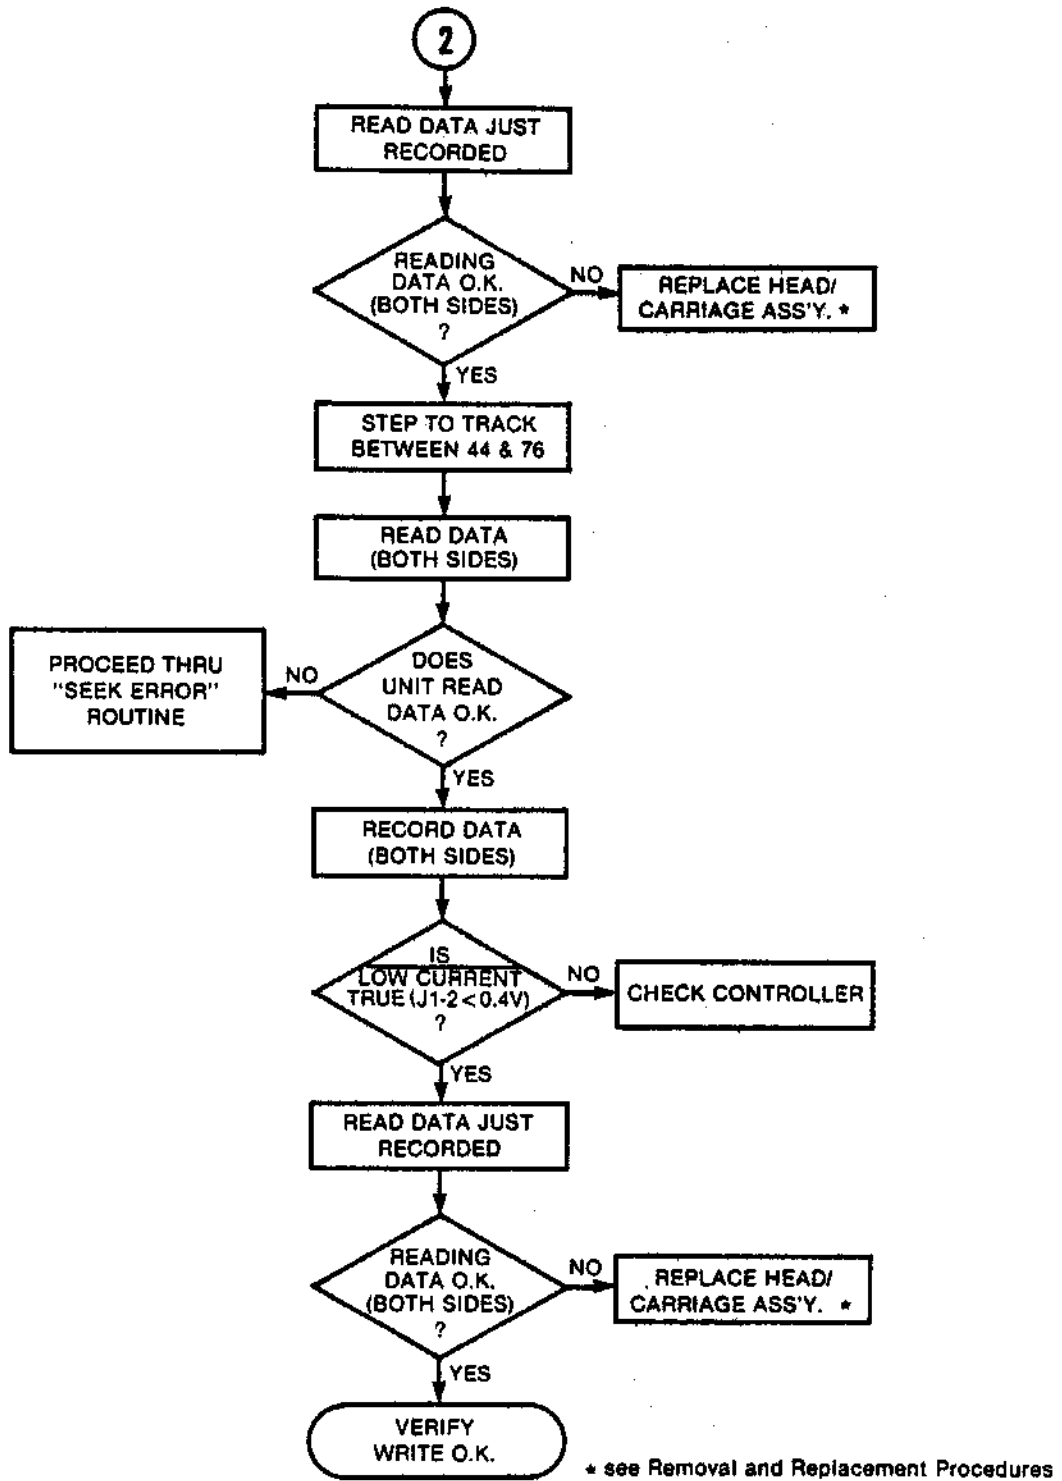 2
READ DATA JUST
RECORDED
READING
DATA O.K.
(BOTH SIDES)
?
NO
REPLACE HEAD/
CARRIAGE ASS'Y. *
YES
STEP TO TRACK
BETWEEN 44 & 76
READ DATA
(BOTH SIDES)
DOES
UNIT READ
DATA O.K.
?
NO
PROCEED THRU
"SEEK ERROR"
ROUTINE
YES
RECORD DATA
(BOTH SIDES)
IS
LOW CURRENT
TRUE (J1-2<0.4V)
?
NO
CHECK CONTROLLER
YES
READ DATA JUST
RECORDED
READING
DATA O.K.
(BOTH SIDES)
?
NO
REPLACE HEAD/
CARRIAGE ASS'Y. *
YES
VERIFY
WRITE O.K.
* see Removal and Replacement Procedures